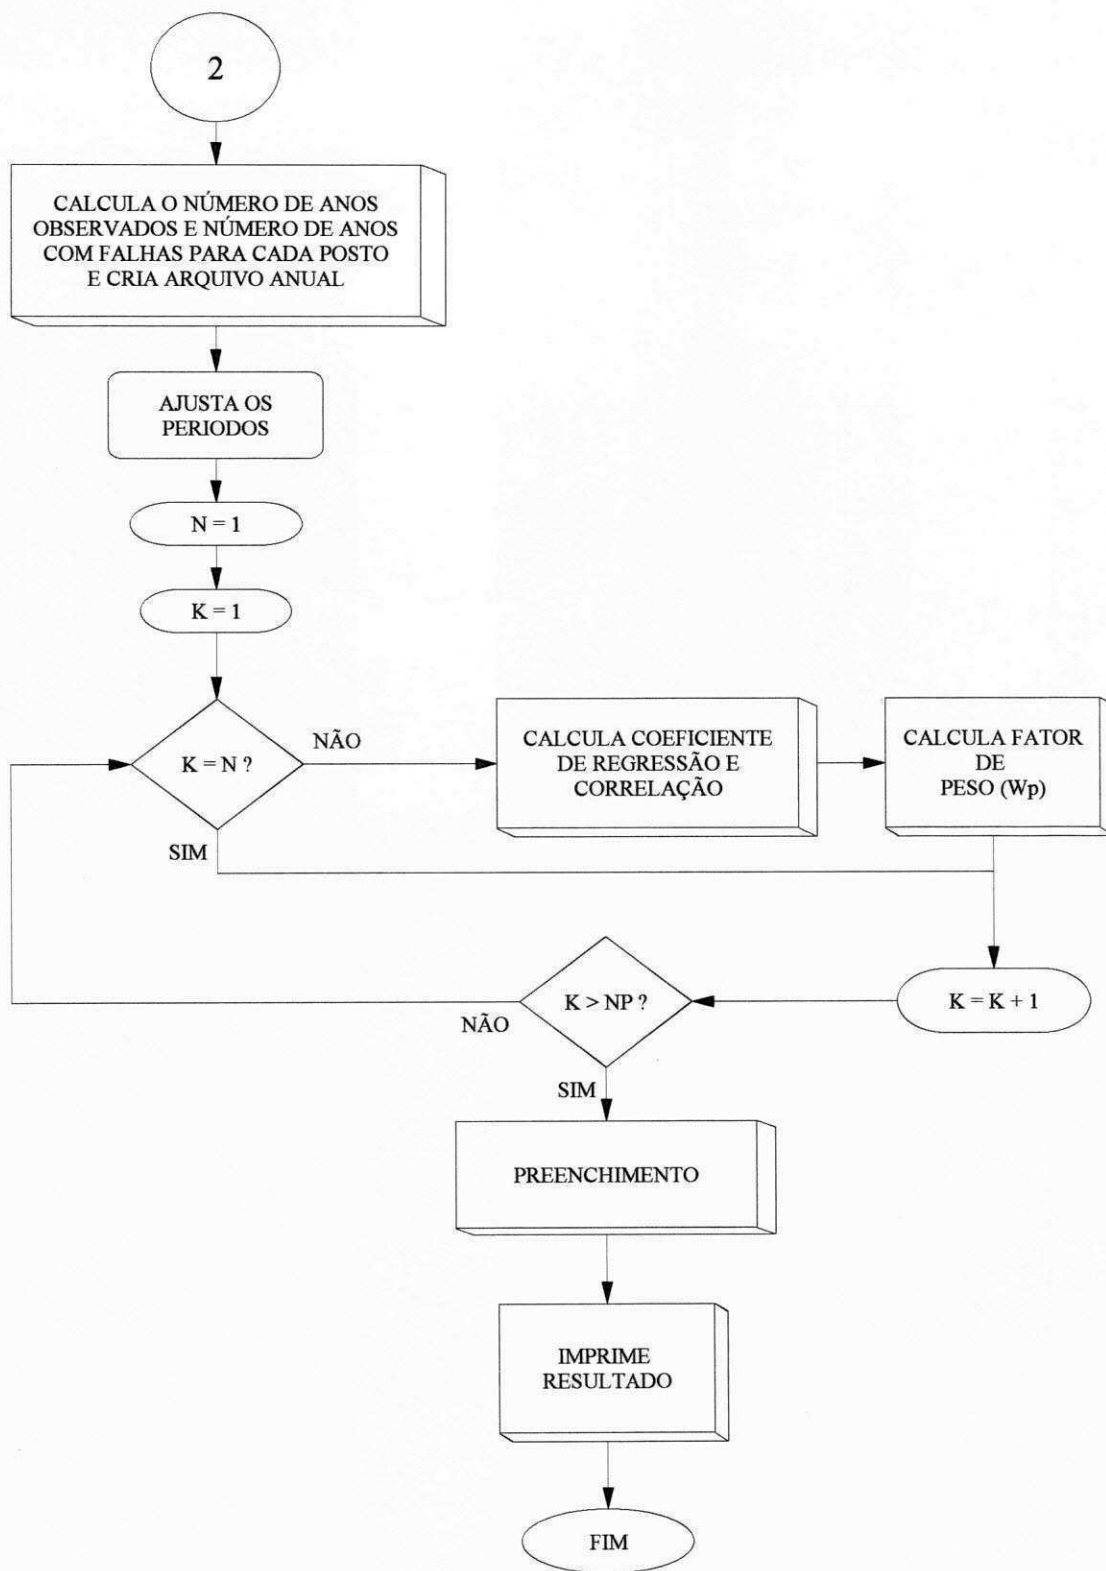 2
CALCULA O NÚMERO DE ANOS
OBSERVADOS E NÚMERO DE ANOS
COM FALHAS PARA CADA POSTO
E CRIA ARQUIVO ANUAL
AJUSTA OS
PERIODOS
N = 1
K = 1
K = N ?
NÃO
SIM
CALCULA COEFICIENTE
DE REGRESSÃO E
CORRELAÇÃO
CALCULA FATOR
DE
PESO (Wp)
K = K + 1
K > NP ?
NÃO
SIM
PREENCHIMENTO
IMPRIME
RESULTADO
FIM